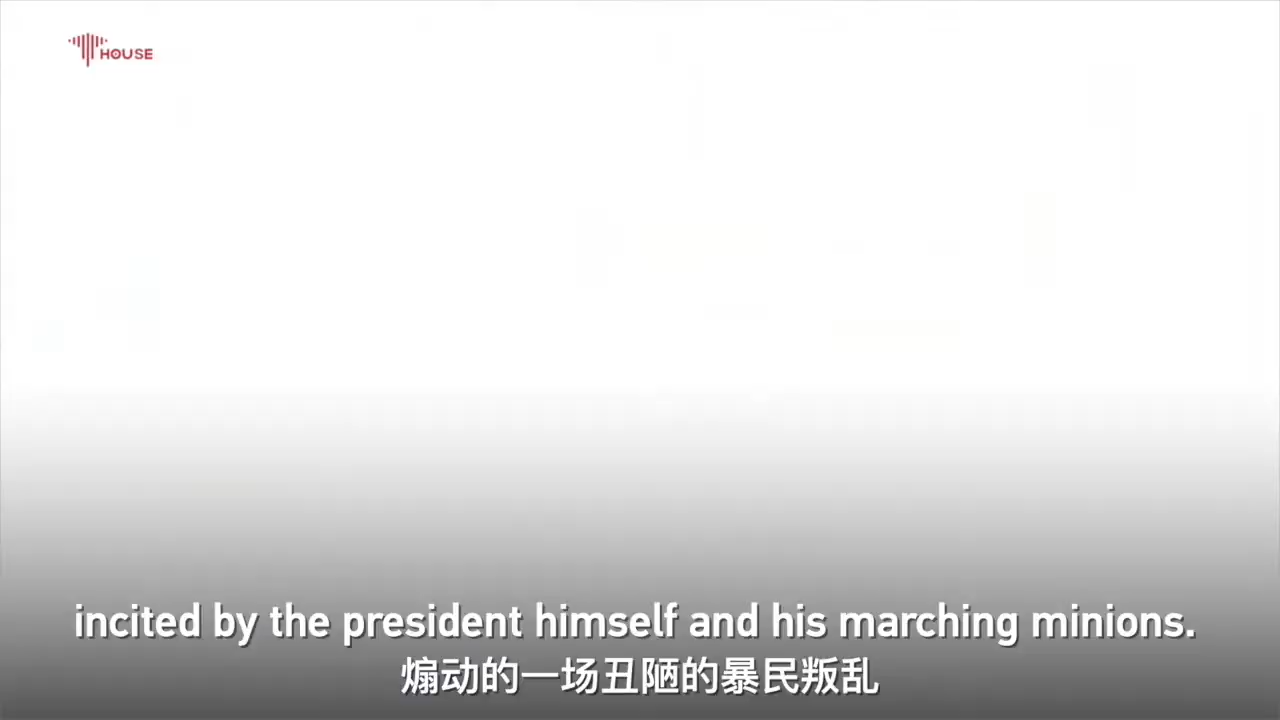 HOUSE
incited by the president himself and his marching minions.
煽动的一场丑陋的暴民叛乱